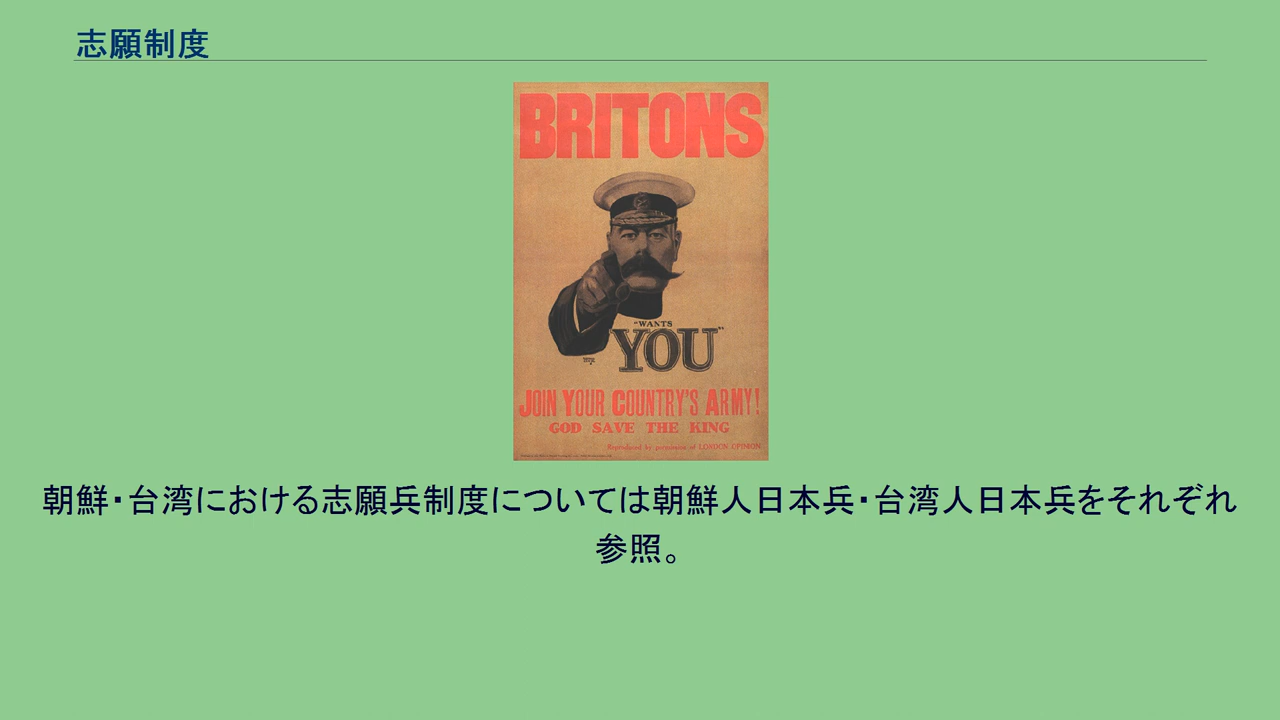 志願制度
BRITONS
"WANTS
YOU"
JOIN YOUR COUNTRY'S ARMY!
GOD SAVE THE KING
Reproduced by permission of LONDON OPINION
朝鮮・台湾における志願兵制度については朝鮮人日本兵・台湾人日本兵をそれぞれ
参照。